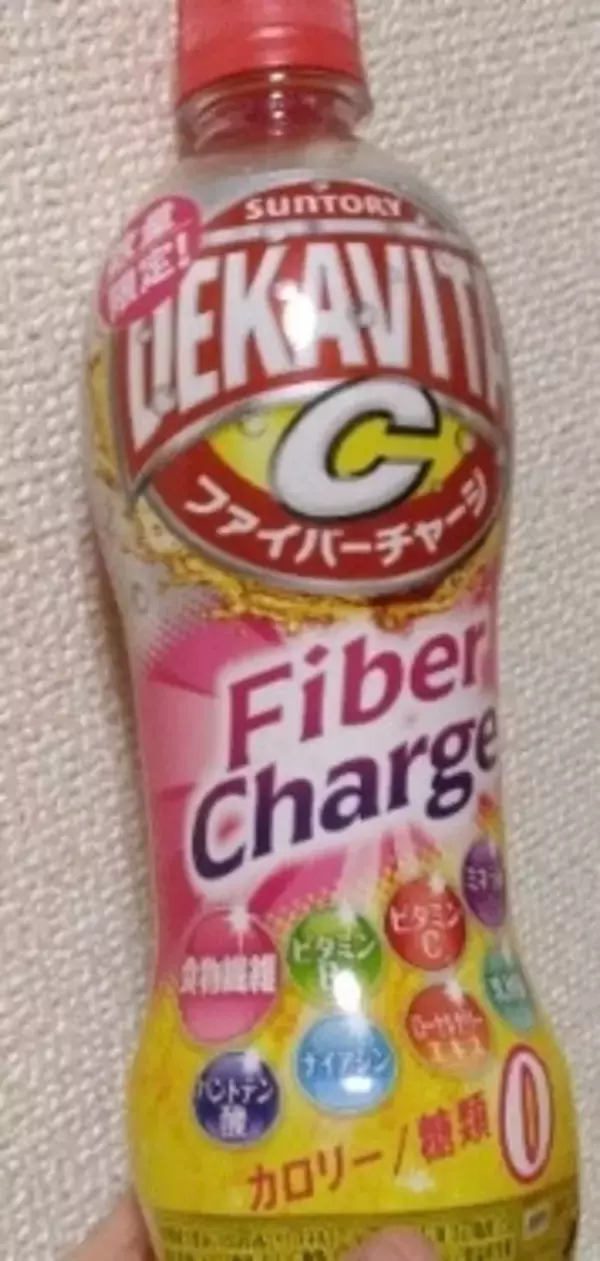 SUNTORY
数量
限定!
DEKAVITA
C
ファイバーチャージ
Fiber
Charge
ビタミン
C
食物繊維
ビタミン
ローヤルゼリー
エキス
パントテン
酸
ナイアシン
カロリー/糖類0